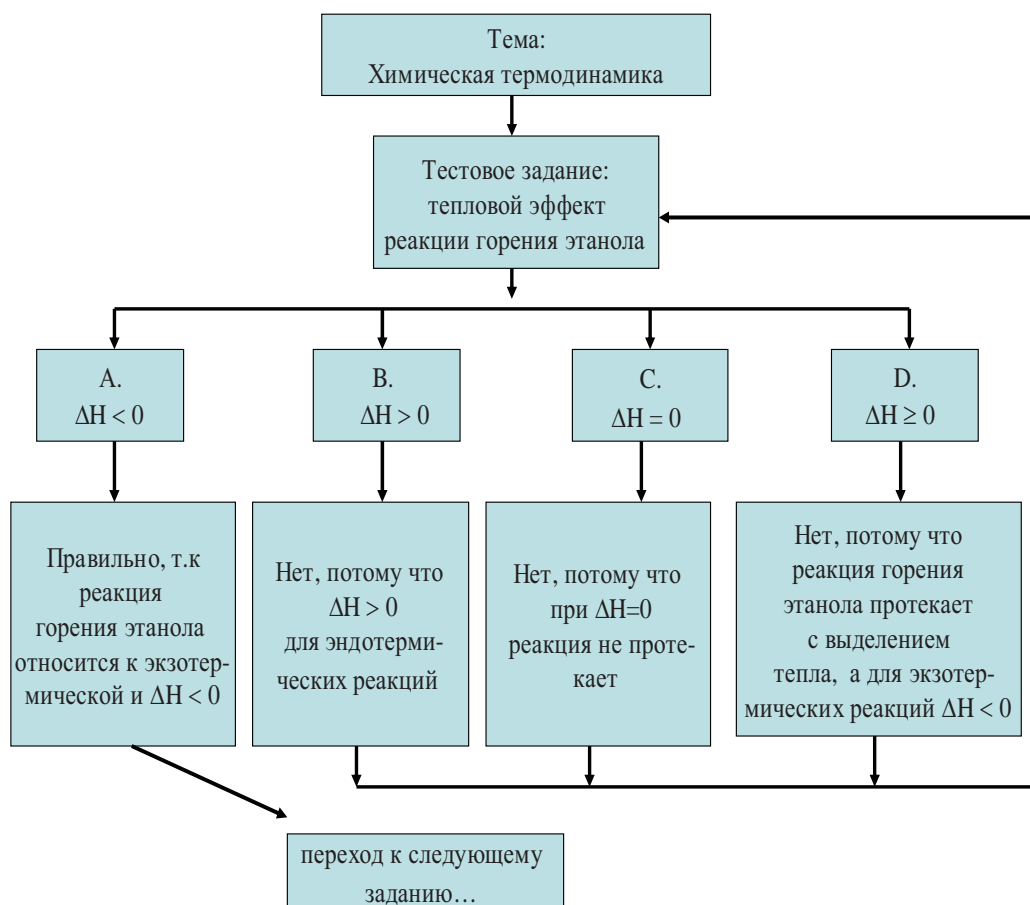 Тема:
Химическая термодинамика
Тестовое задание:
тепловой эффект
реакции горения этанола
A.
ΔH < 0
B.
ΔH > 0
C.
ΔH = 0
D.
ΔH ≥ 0
Правильно, т.к
реакция
горения этанола
относится к экзотер-
мической и ΔH < 0
Нет, потому что
ΔH > 0
для эндотерми-
ческих реакций
Нет, потому что
при ΔH=0
реакция не проте-
кает
Нет, потому что
реакция горения
этанола протекает
с выделением
тепла, а для экзотер-
мических реакций ΔH < 0
переход к следующему
заданию…